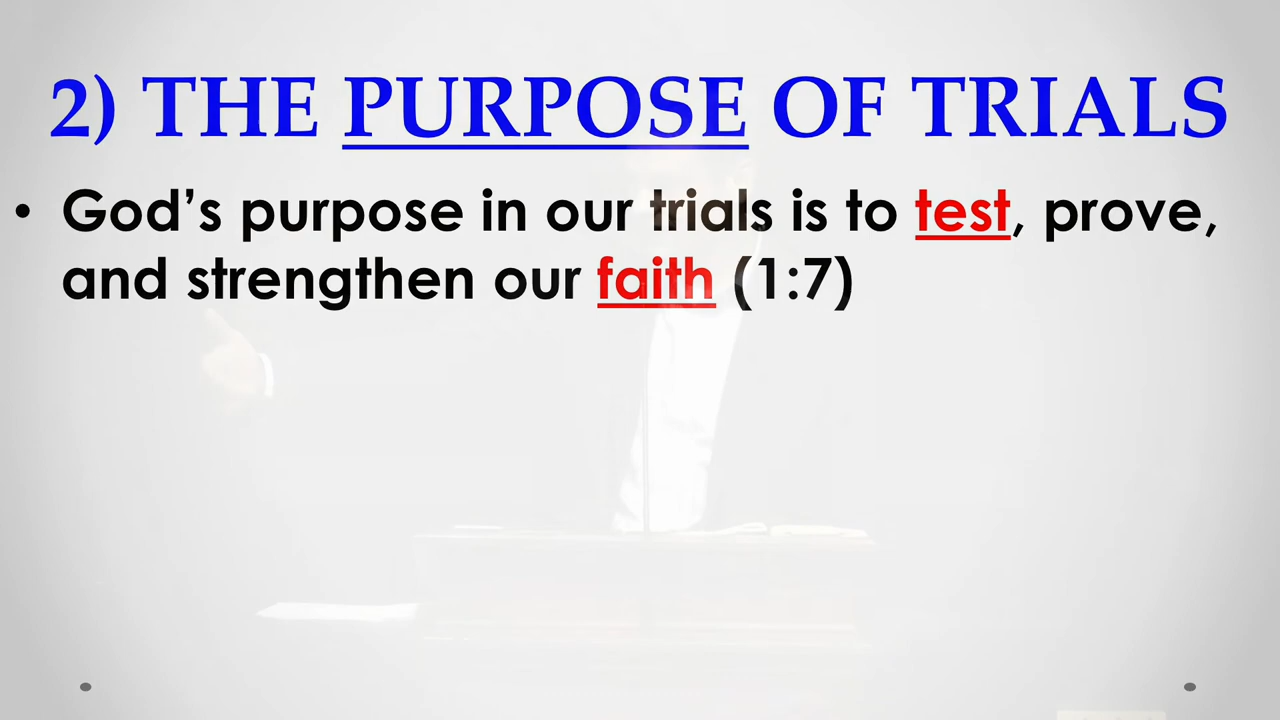 2) THE PURPOSE OF TRIALS
• God’s purpose in our trials is to test, prove,
and strengthen our faith (1:7)